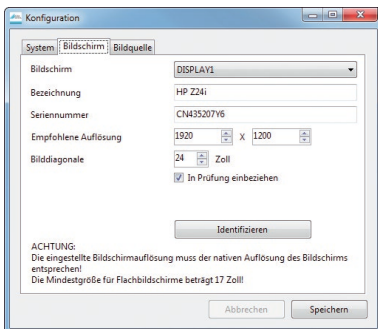 Konfiguration
System Bildschirm Bildquelle
Bildschirm DISPLAY1
Bezeichnung HP Z24i
Seriennummer CN435207Y6
Empfohlene Auflösung 1920 X 1200
Bilddiagonale 24 Zoll
In Prüfung einbeziehen
Identifizieren
ACHTUNG:
Die eingestellte Bildschirmauflösung muss der nativen Auflösung des Bildschirms
entsprechen!
Die Mindestgröße für Flachbildschirme beträgt 17 Zoll!
Abbrechen Speichern